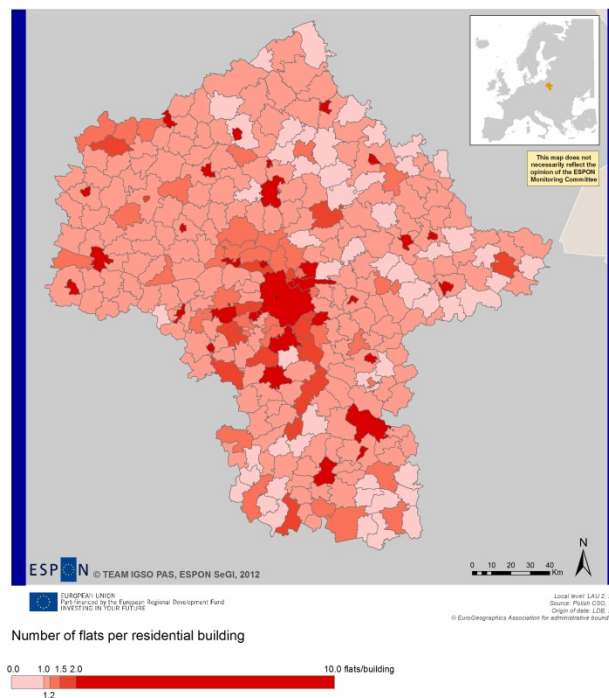 This map does not
necessarily reflect the
opinion of the ESPON
Monitoring Committee
N
ESPON © TEAM IGSO PAS, ESPON SeGI, 2012
0 10 20 30 40
Km
EUROPEAN UNION
Part-financed by the European Regional Development Fund
INVESTING IN YOUR FUTURE
Local level: LAU 2,
Source: Polish CSO,
Origin of data: LDB,
© EuroGeographics Association for administrative bound
Number of flats per residential building
0.0 1.0 1.5 2.0 10.0 flats/building
1.2